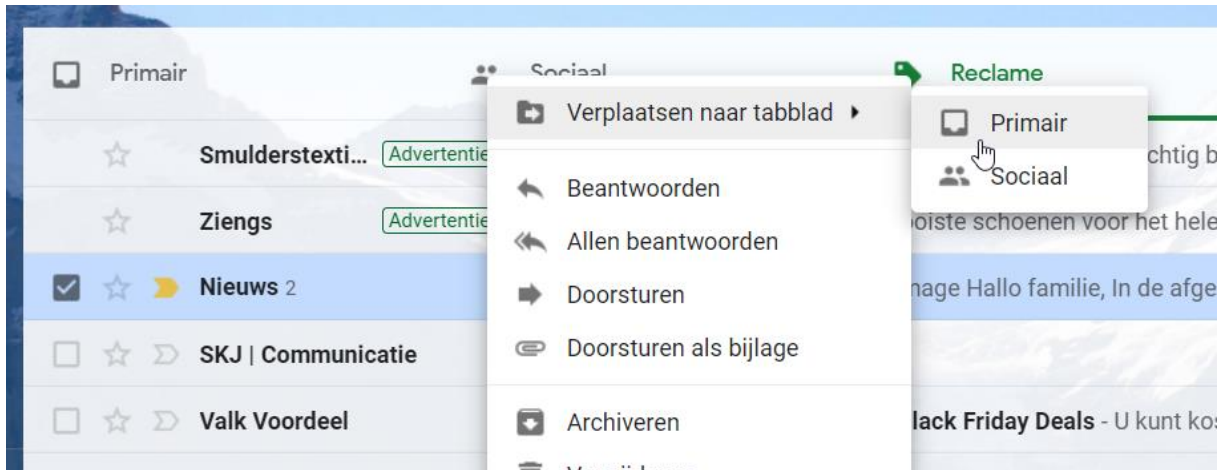 Primair
Sociaal
Reclame
Verplaatsen naar tabblad
Primair
Smulderstexti... Advertentie
chtig b
Beantwoorden
Sociaal
Ziengs Advertentie
oiste schoenen voor het hele
Allen beantwoorden
Nieuws 2
Doorsturen
nage Hallo familie, In de afge
Doorsturen als bijlage
SKJ | Communicatie
Valk Voordeel
Archiveren
lack Friday Deals - U kunt kos